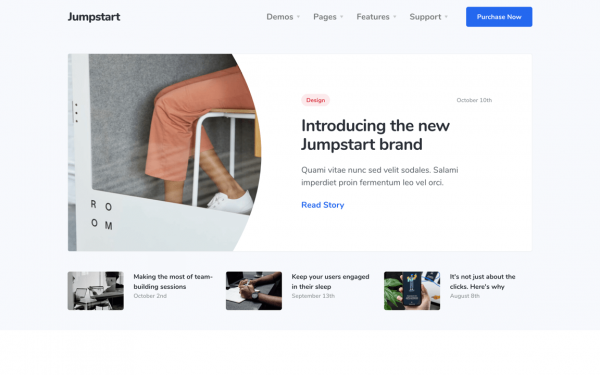 Jumpstart
Demos Pages Features Support Purchase Now
Design October 10th
Introducing the new
Jumpstart brand
Quami vitae nunc sed velit sodales. Salami
imperdiet proin fermentum leo vel orci.
Read Story
R O
O M
Making the most of team-
building sessions
October 2nd
Keep your users engaged
in their sleep
September 13th
It's not just about the
clicks. Here's why
August 8th